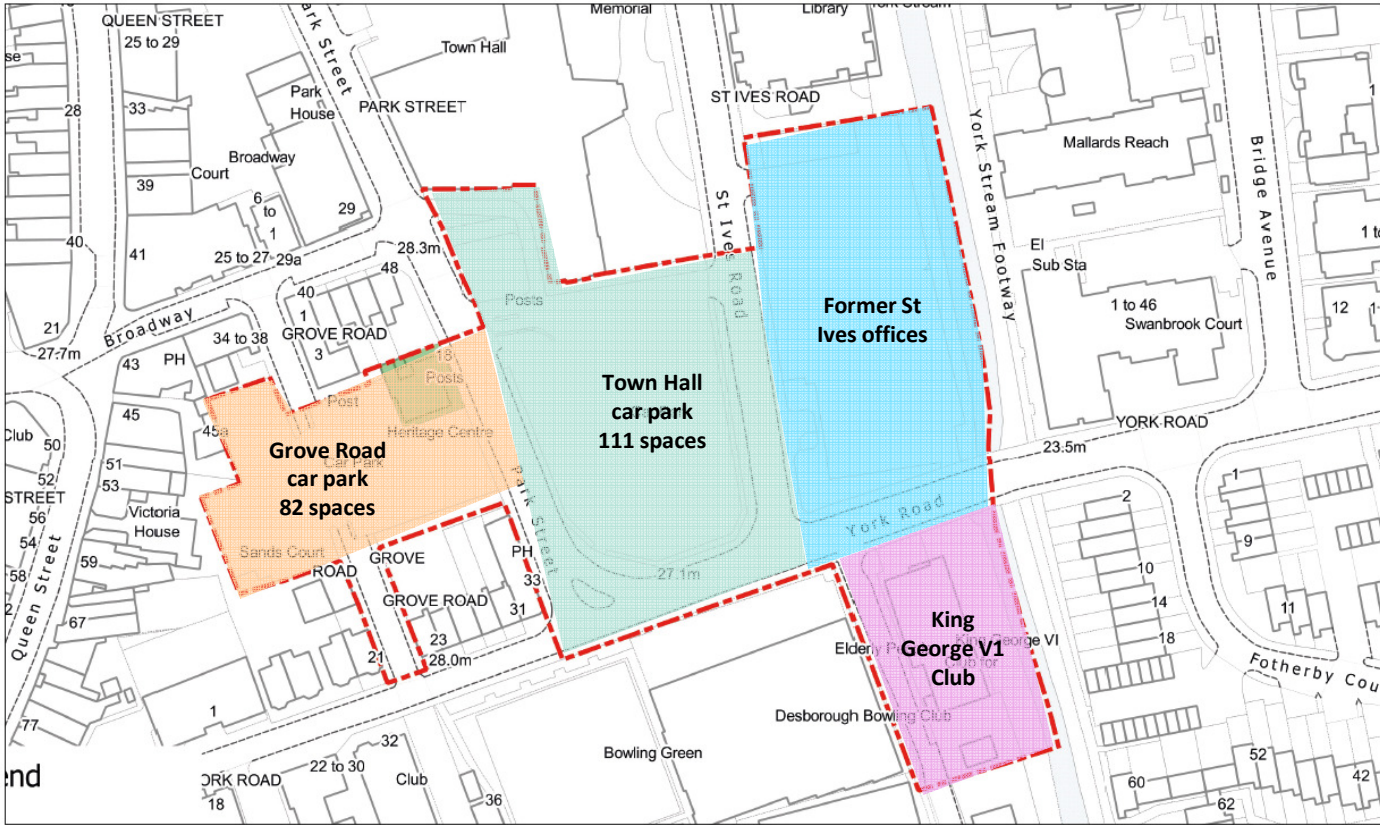 QUEEN STREET
25 to 29
Park Street
Memorial
Library
York Stream
Town Hall
28
33
Park
House
PARK STREET
ST IVES ROAD
Mallards Reach
39
Court
Broadway
6
to
1
29
40
41
25 to 27
29a
28.3m
48
St Ives Road
York Stream Footway
Bridge Avenue
El
Sub Sta
1 to 46
Swanbrook Court
12
21
27.7m
Broadway
34 to 38
40
1
GROVE ROAD
3
Posts
Former St
Ives offices
43
PH
18
Posts
Post
45
45a
Heritage Centre
Club
50
51
52
53
STREET
56
54
58
59
Victoria
House
Grove Road
car park
82 spaces
Car Park
Town Hall
car park
111 spaces
YORK ROAD
23.5m
York Road
Park Street
Sands Court
GROVE
ROAD
GROVE ROAD
PH
33
31
27.1m
23
28.0m
21
67
Queen Street
77
1
King
George V1
Club
King George VI
Club for
Elderly
Desborough Bowling Club
Bowling Green
2
10
14
18
1
9
11
Fotherby Cou
52
42
60
62
end
32
22 to 30
Club
ORK ROAD
18
36